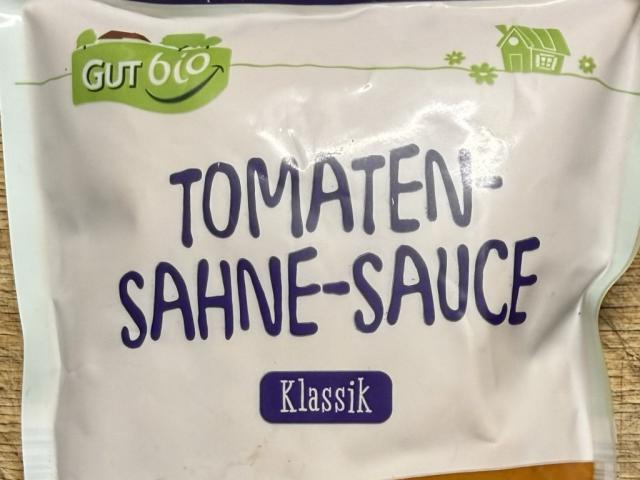 GUT bio
TOMATEN-
SAHNE-SAUCE
Klassik